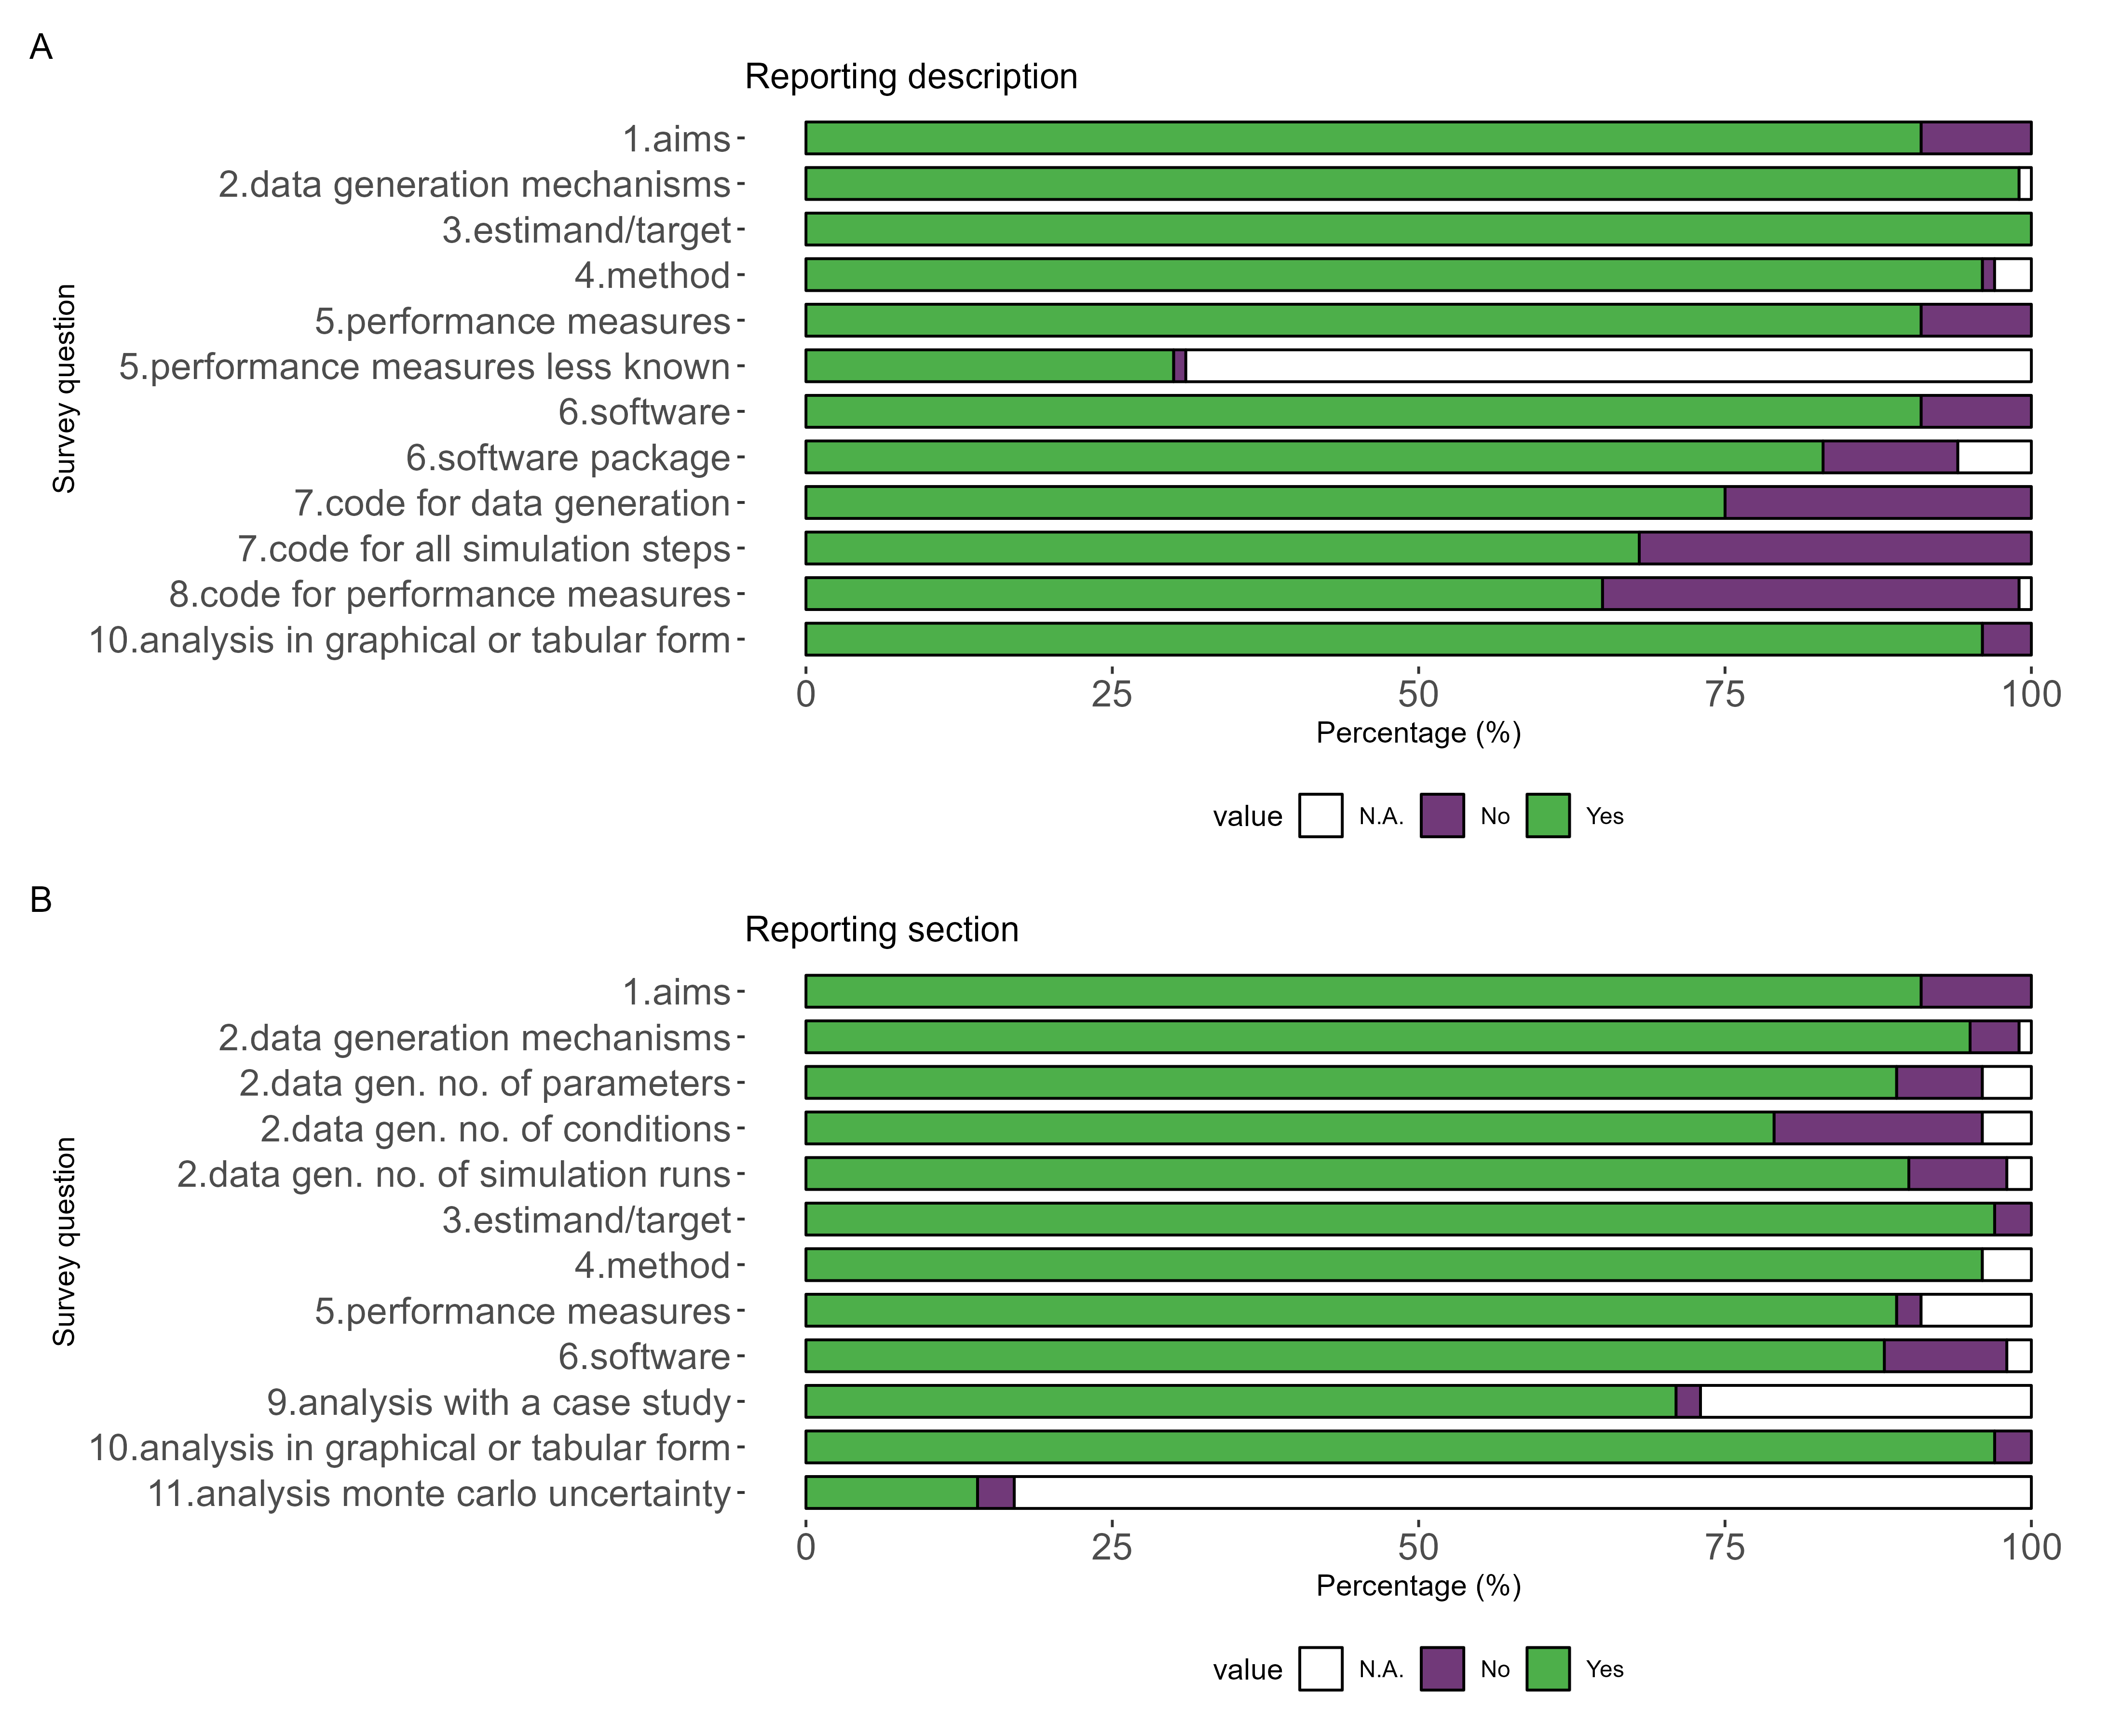 A
Reporting description
Survey question
1.aims
2.data generation mechanisms
3.estimand/target
4.method
5.performance measures
5.performance measures less known
6.software
6.software package
7.code for data generation
7.code for all simulation steps
8.code for performance measures
10.analysis in graphical or tabular form
0 25 50 75 100
Percentage (%)
value N.A. No Yes
B
Reporting section
Survey question
1.aims
2.data generation mechanisms
2.data gen. no. of parameters
2.data gen. no. of conditions
2.data gen. no. of simulation runs
3.estimand/target
4.method
5.performance measures
6.software
9.analysis with a case study
10.analysis in graphical or tabular form
11.analysis monte carlo uncertainty
0 25 50 75 100
Percentage (%)
value N.A. No Yes